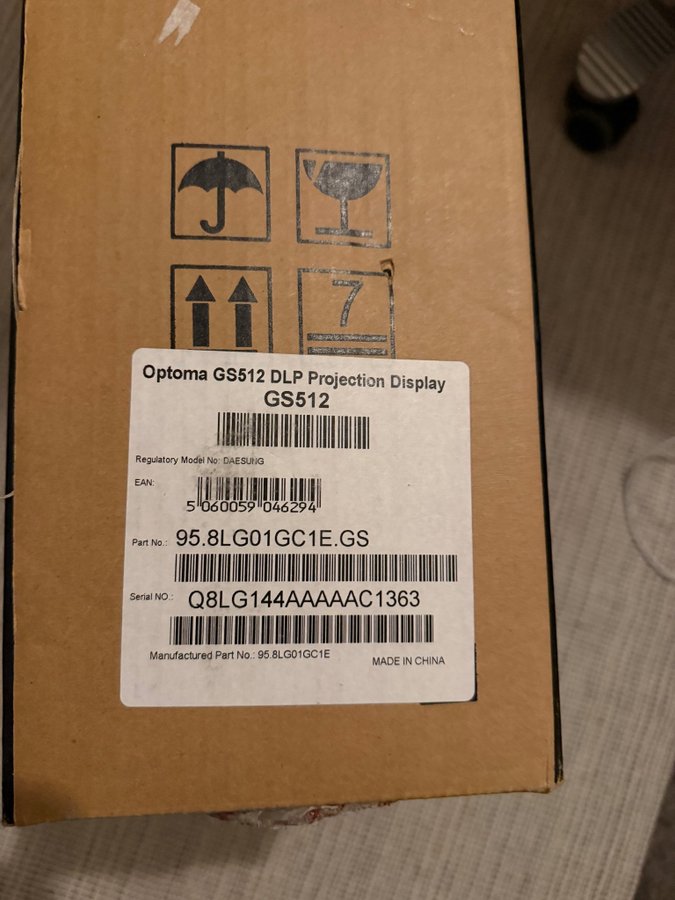 7
Optoma GS512 DLP Projection Display
GS512
Regulatory Model No: DAESUNG
EAN:
5 060059 046294
Part No.: 95.8LG01GC1E.GS
Serial NO.: Q8LG144AAAAAC1363
Manufactured Part No.: 95.8LG01GC1E
MADE IN CHINA